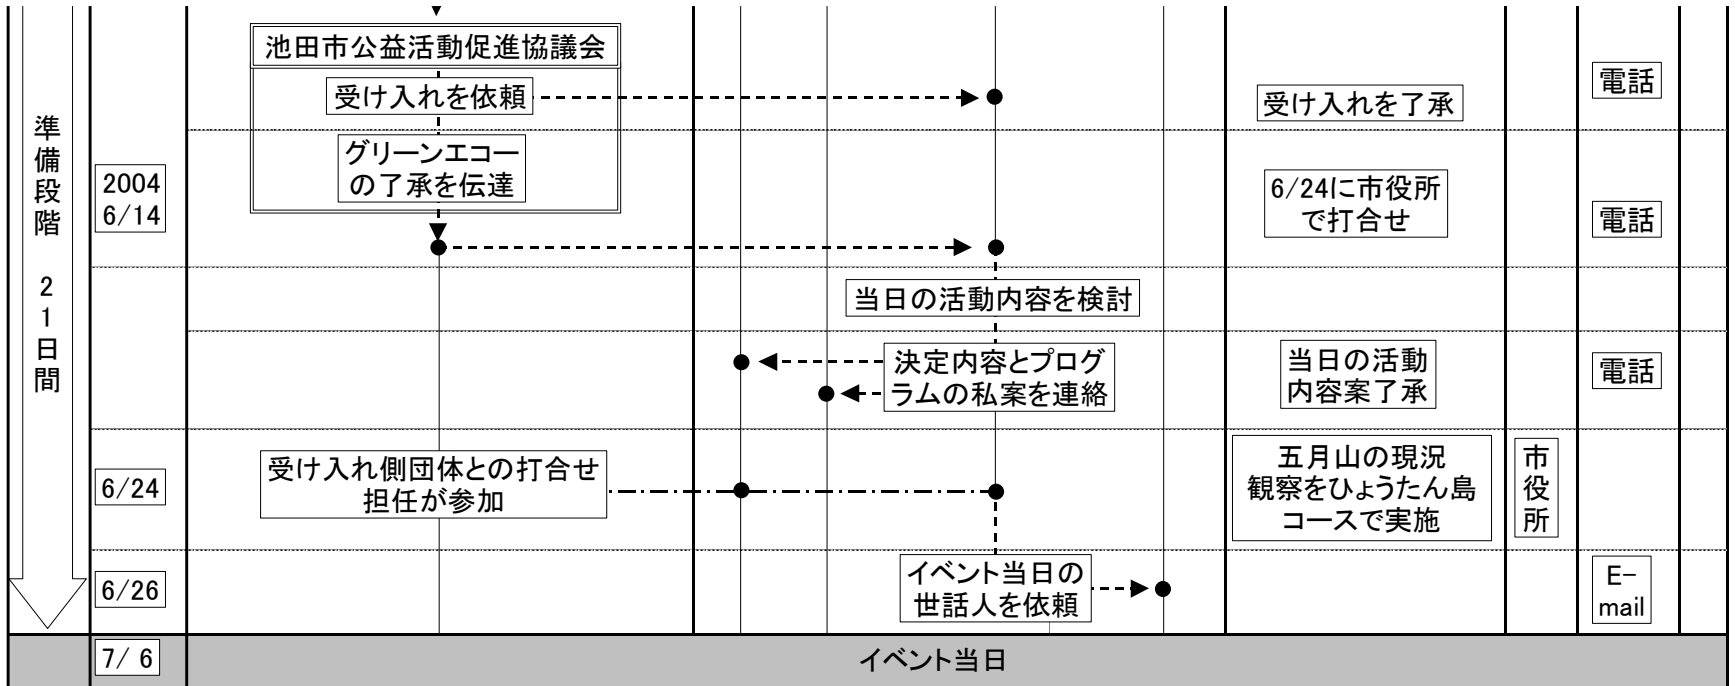 準備段階 21日間
池田市公益活動促進協議会
受け入れを依頼
受け入れを了承
電話
2004
6/14
グリーンエコー
の了承を伝達
6/24に市役所
で打合せ
電話
当日の活動内容を検討
決定内容とプログ
ラムの私案を連絡
当日の活動
内容案了承
電話
6/24
受け入れ側団体との打合せ
担任が参加
五月山の現況
観察をひょうたん島
コースで実施
市役所
6/26
イベント当日の
世話人を依頼
E-
mail
7/ 6
イベント当日